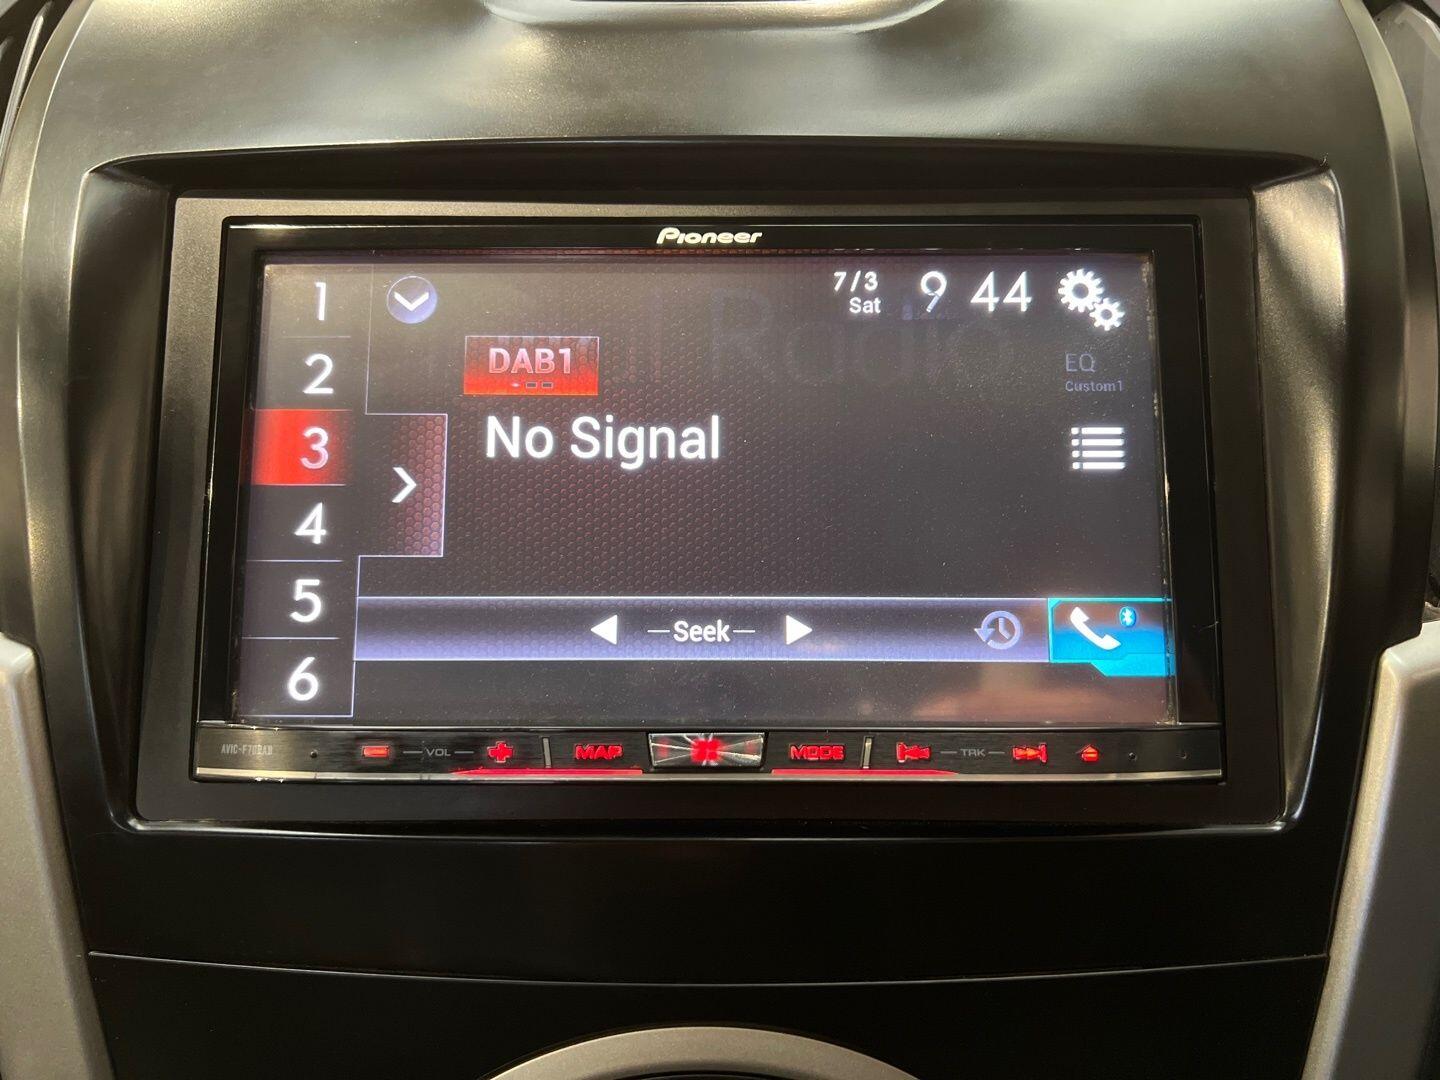 Pioneer
1
7/3
Sat
9 44
2
DAB1
Radio
EQ
Custom1
3
No Signal
4
5
Seek
6
VOL
MAP
MODE
TRK